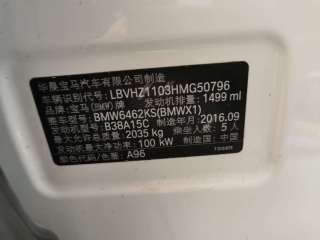 华晨宝马汽车有限公司制造
车辆识别代号: LBVHZ1103HMG50796
品牌: 宝马(BMW)牌 发动机排量: 1499 ml
型号: BMW6462KS(BMWX1)
发动机型号: B38A15C 制造年月: 2016.09
最大允许总质量: 2035 kg 乘坐人数: 5
发动机最大净功率: 100 kW 制造国: 中国
颜色: A96